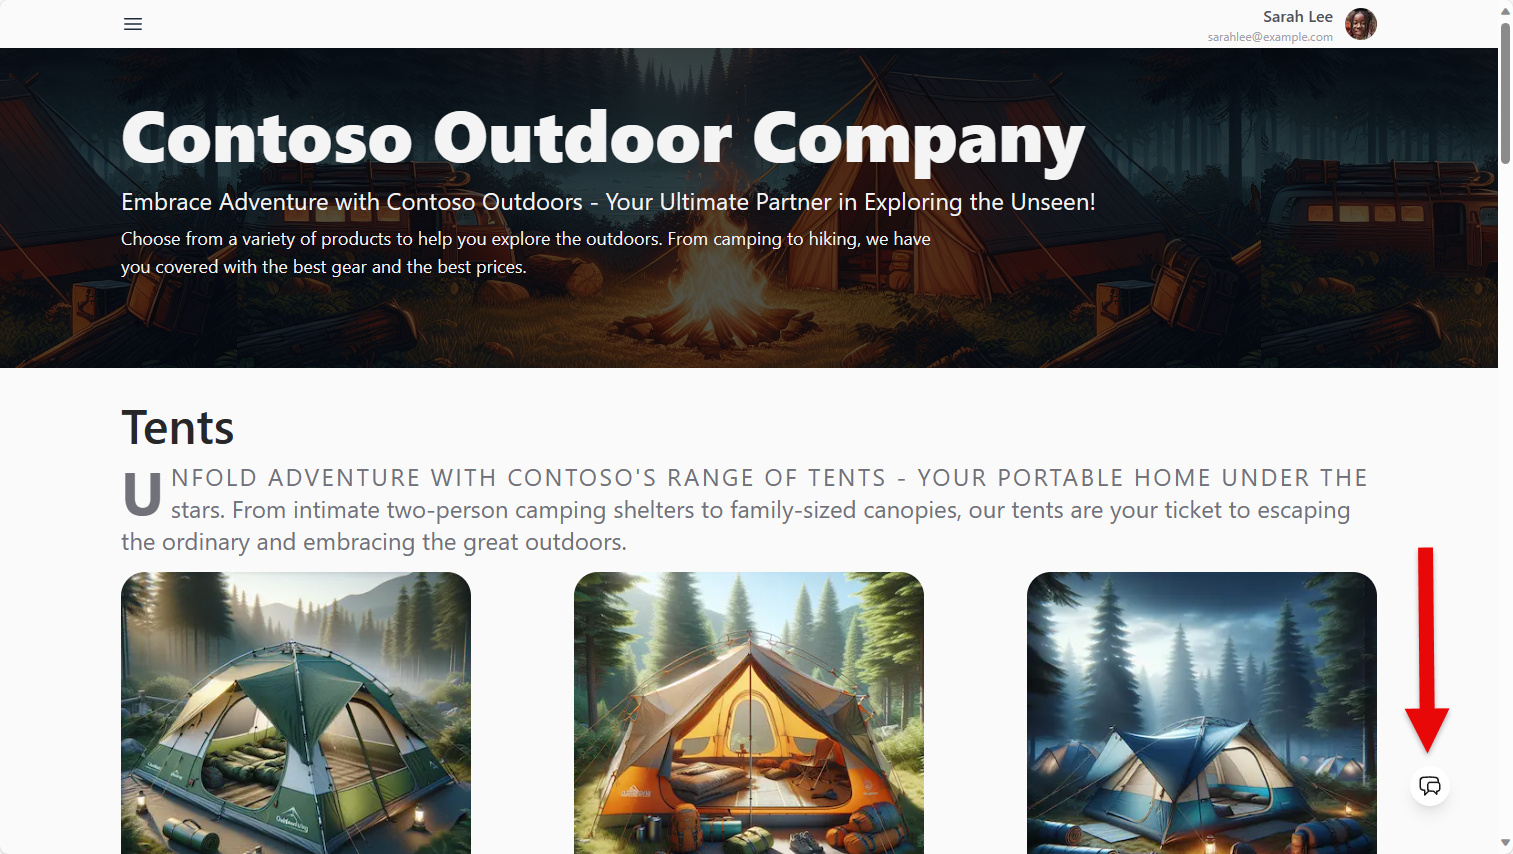 Sarah Lee
sarahlee@example.com
Contoso Outdoor Company
Embrace Adventure with Contoso Outdoors - Your Ultimate Partner in Exploring the Unseen!
Choose from a variety of products to help you explore the outdoors. From camping to hiking, we have
you covered with the best gear and the best prices.
Tents
UNFOLD ADVENTURE WITH CONTOSO'S RANGE OF TENTS - YOUR PORTABLE HOME UNDER THE
stars. From intimate two-person camping shelters to family-sized canopies, our tents are your ticket to escaping
the ordinary and embracing the great outdoors.